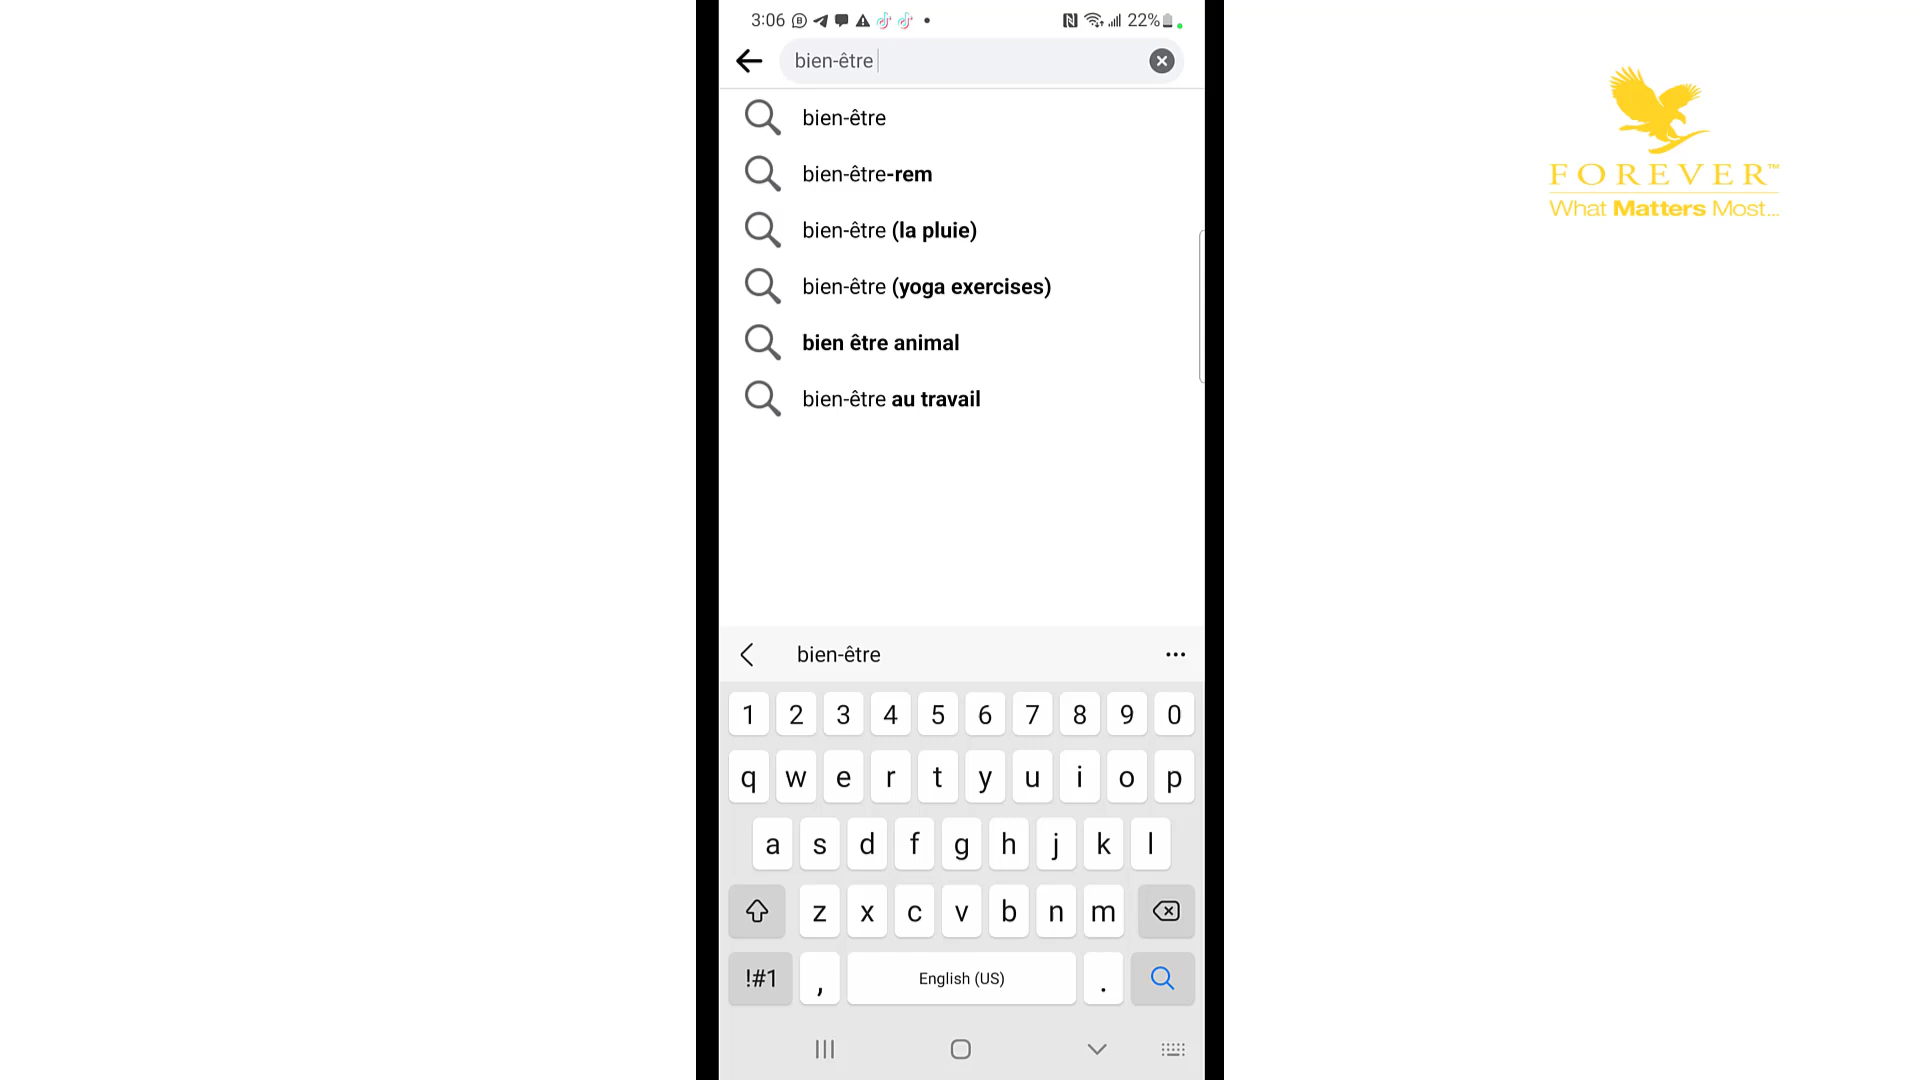 3:06
22%
bien-être
bien-être
bien-être-rem
bien-être (la pluie)
bien-être (yoga exercises)
bien être animal
bien-être au travail
bien-être
1 2 3 4 5 6 7 8 9 0
q w e r t y u i o p
a s d f g h j k l
z x c v b n m
!#1 , English (US) .
FOREVER™
What Matters Most...